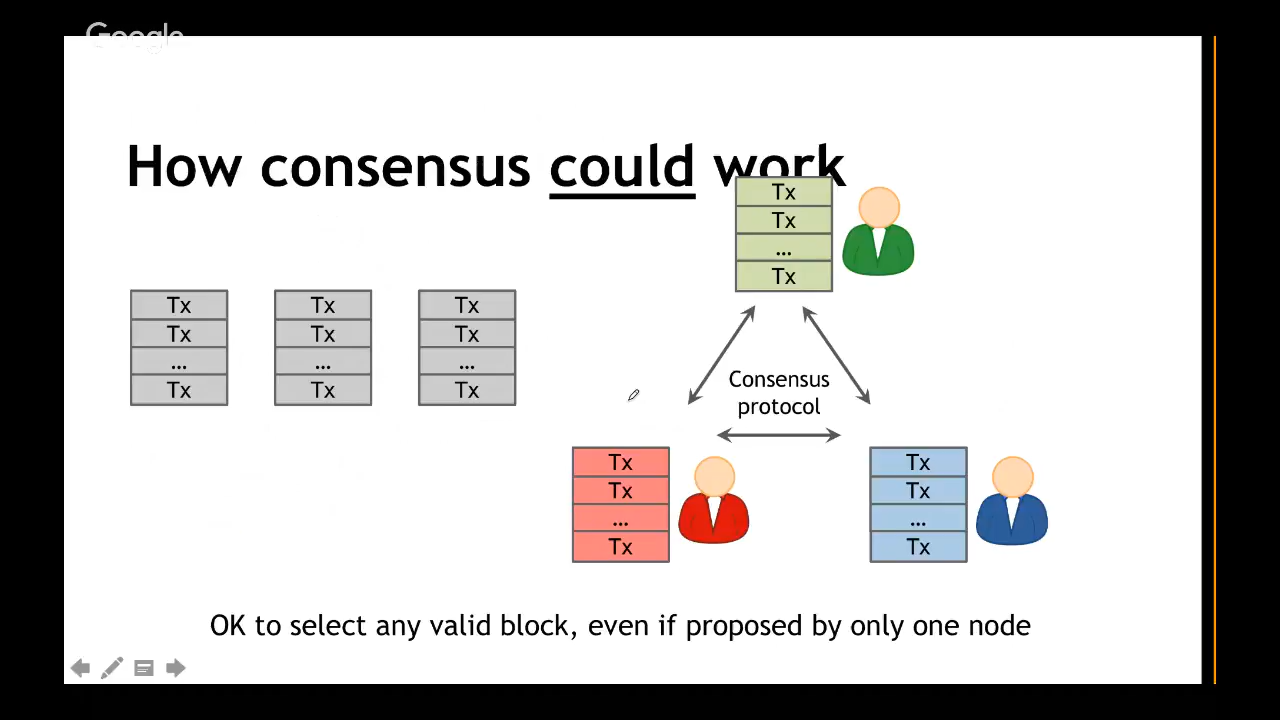 Google
How consensus could work
Tx
Tx
...
Tx
Tx
Tx
...
Tx
Tx
Tx
...
Tx
Tx
Tx
...
Tx
Consensus
protocol
Tx
Tx
...
Tx
Tx
Tx
...
Tx
OK to select any valid block, even if proposed by only one node